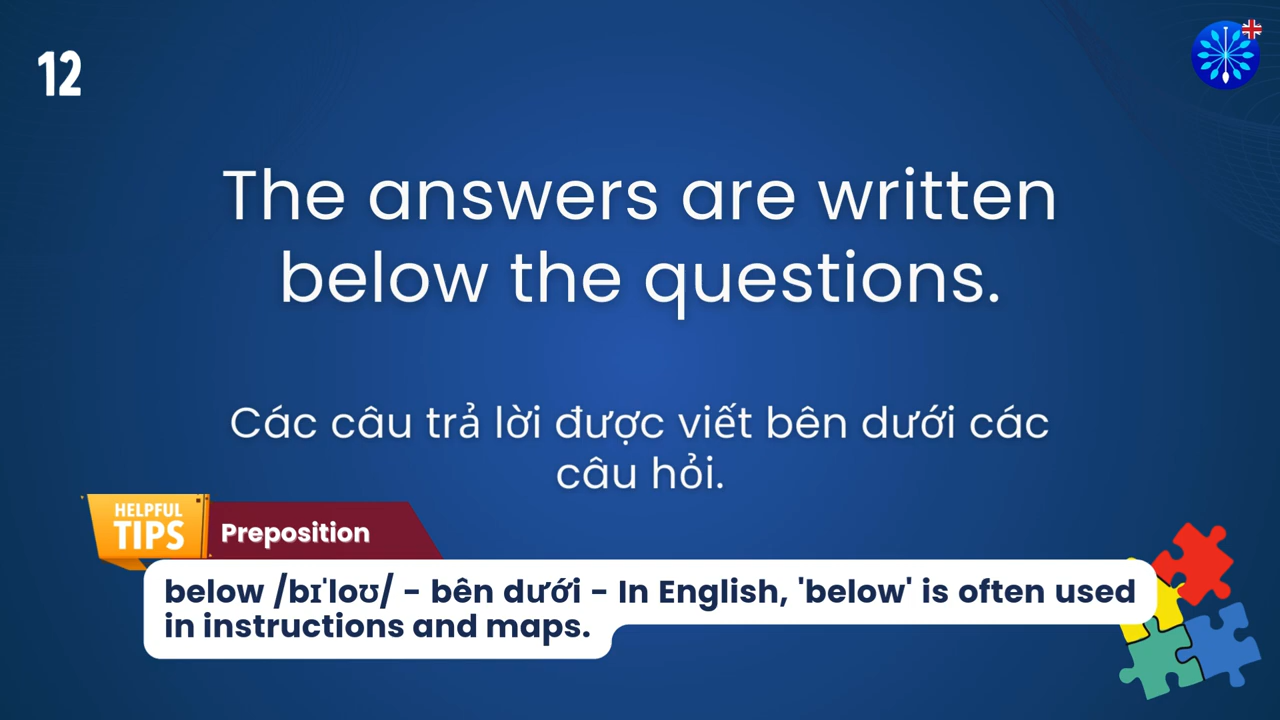 12
The answers are written
below the questions.
Các câu trả lời được viết bên dưới các
câu hỏi.
HELPFUL
TIPS
Preposition
below /bɪˈloʊ/ - bên dưới - In English, 'below' is often used
in instructions and maps.